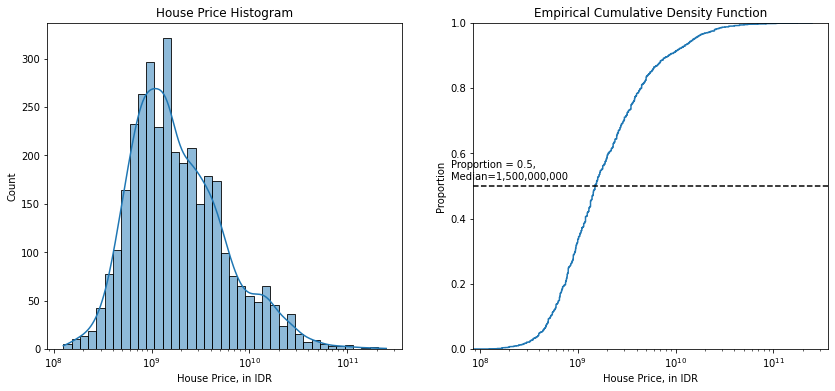 House Price Histogram
Count
300
250
200
150
100
50
0
10^8
10^9
10^10
10^11
House Price, in IDR
Empirical Cumulative Density Function
Proportion
1.0
0.8
0.6
0.4
0.2
0.0
Proportion = 0.5,
Median=1,500,000,000
10^8
10^9
10^10
10^11
House Price, in IDR